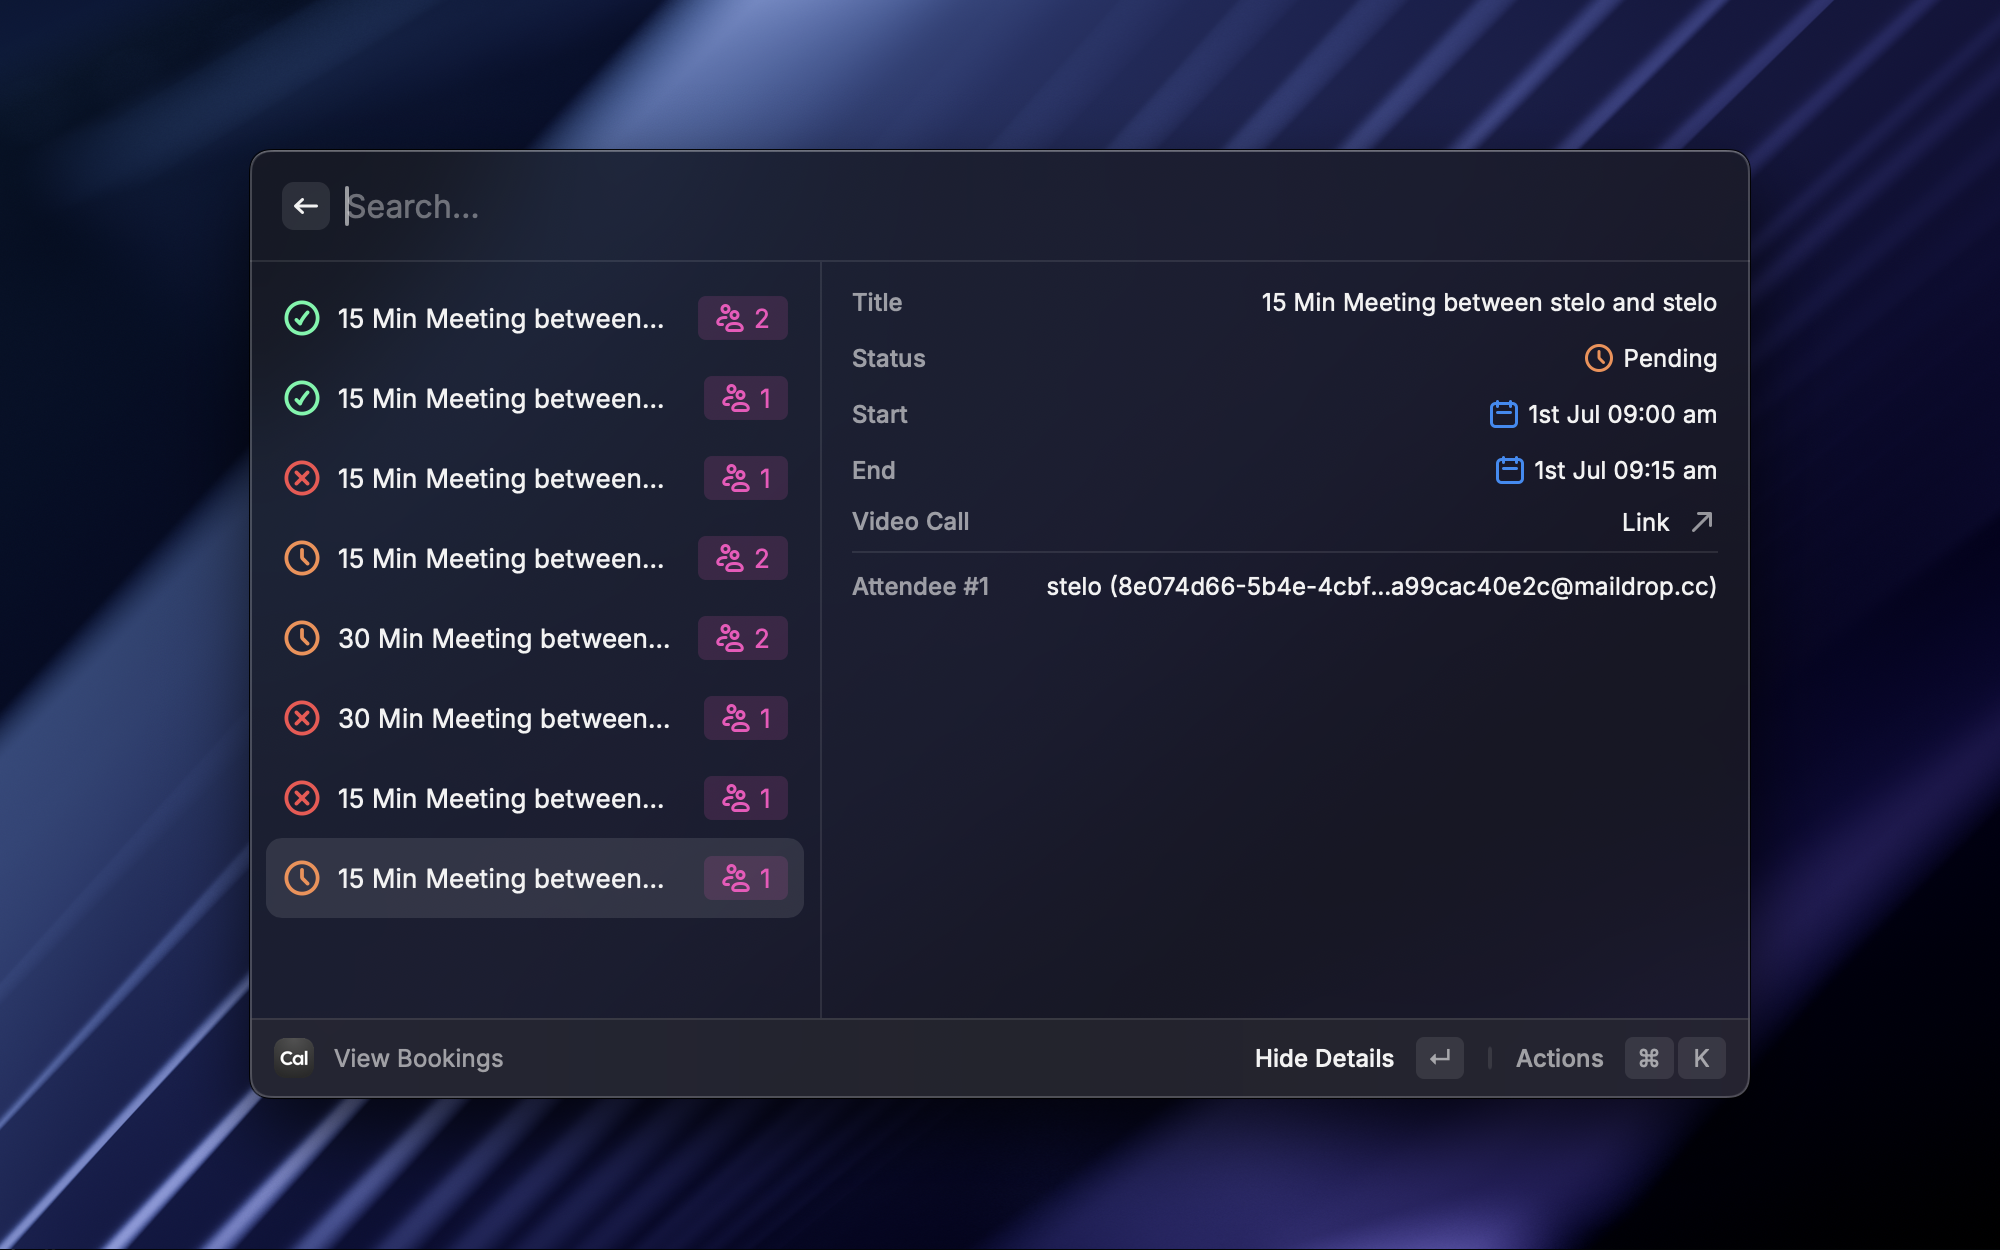 Search...
15 Min Meeting between... 2
15 Min Meeting between... 1
15 Min Meeting between... 1
15 Min Meeting between... 2
30 Min Meeting between... 2
30 Min Meeting between... 1
15 Min Meeting between... 1
15 Min Meeting between... 1
Title 15 Min Meeting between stelo and stelo
Status Pending
Start 1st Jul 09:00 am
End 1st Jul 09:15 am
Video Call Link
Attendee #1 stelo (8e074d66-5b4e-4cbf...a99cac40e2c@maildrop.cc)
Cal View Bookings Hide Details ↵ Actions ⌘ K